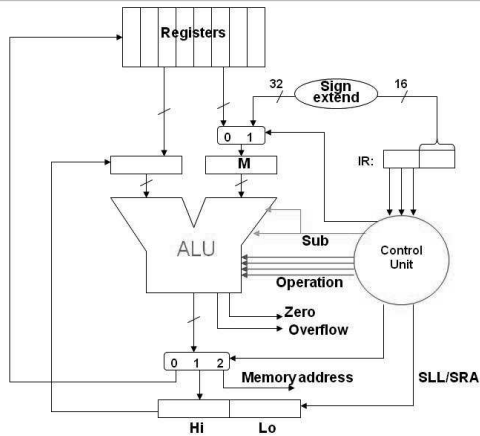 Registers
32
Sign
extend
16
0 1
M
IR:
ALU
Sub
Control
Unit
Operation
Zero
Overflow
0 1 2
Memory address
SLL/SRA
Hi
Lo